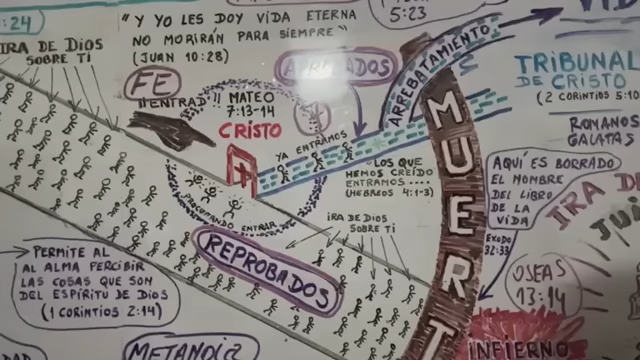 :24)
"Y YO LES DOY VIDA ETERNA
NO MORIRÁN PARA SIEMPRE"
(JUAN 10:28)
5:23
IRA DE DIOS
SOBRE TI
FE
¡¡ENTRAD!!
MATEO
7:13-14
CRISTO
ARREBATAMIENTO
TRIBUNAL
DE CRISTO
(2 CORINTIOS 5:10
ROMANOS
GALATAS
YA ENTRAMOS
LOS QUE
HEMOS CREÍDO
ENTRAMOS....
(HEBREOS 4:1-3)
PROCURANDO ENTRAR
IRA DE DIOS
SOBRE TI
REPROBADOS
MUERT
AQUÍ ES BORRADO
EL NOMBRE
DEL LIBRO
DE LA
VIDA
EXODO
32:33
IRA DE
OSEAS
13:14
INFIERNO
PERMITE AL
AL ALMA PERCIBIR
LAS COSAS QUE SON
DEL ESPÍRITU DE DIOS
(1 CORINTIOS 2:14)
METANOIA